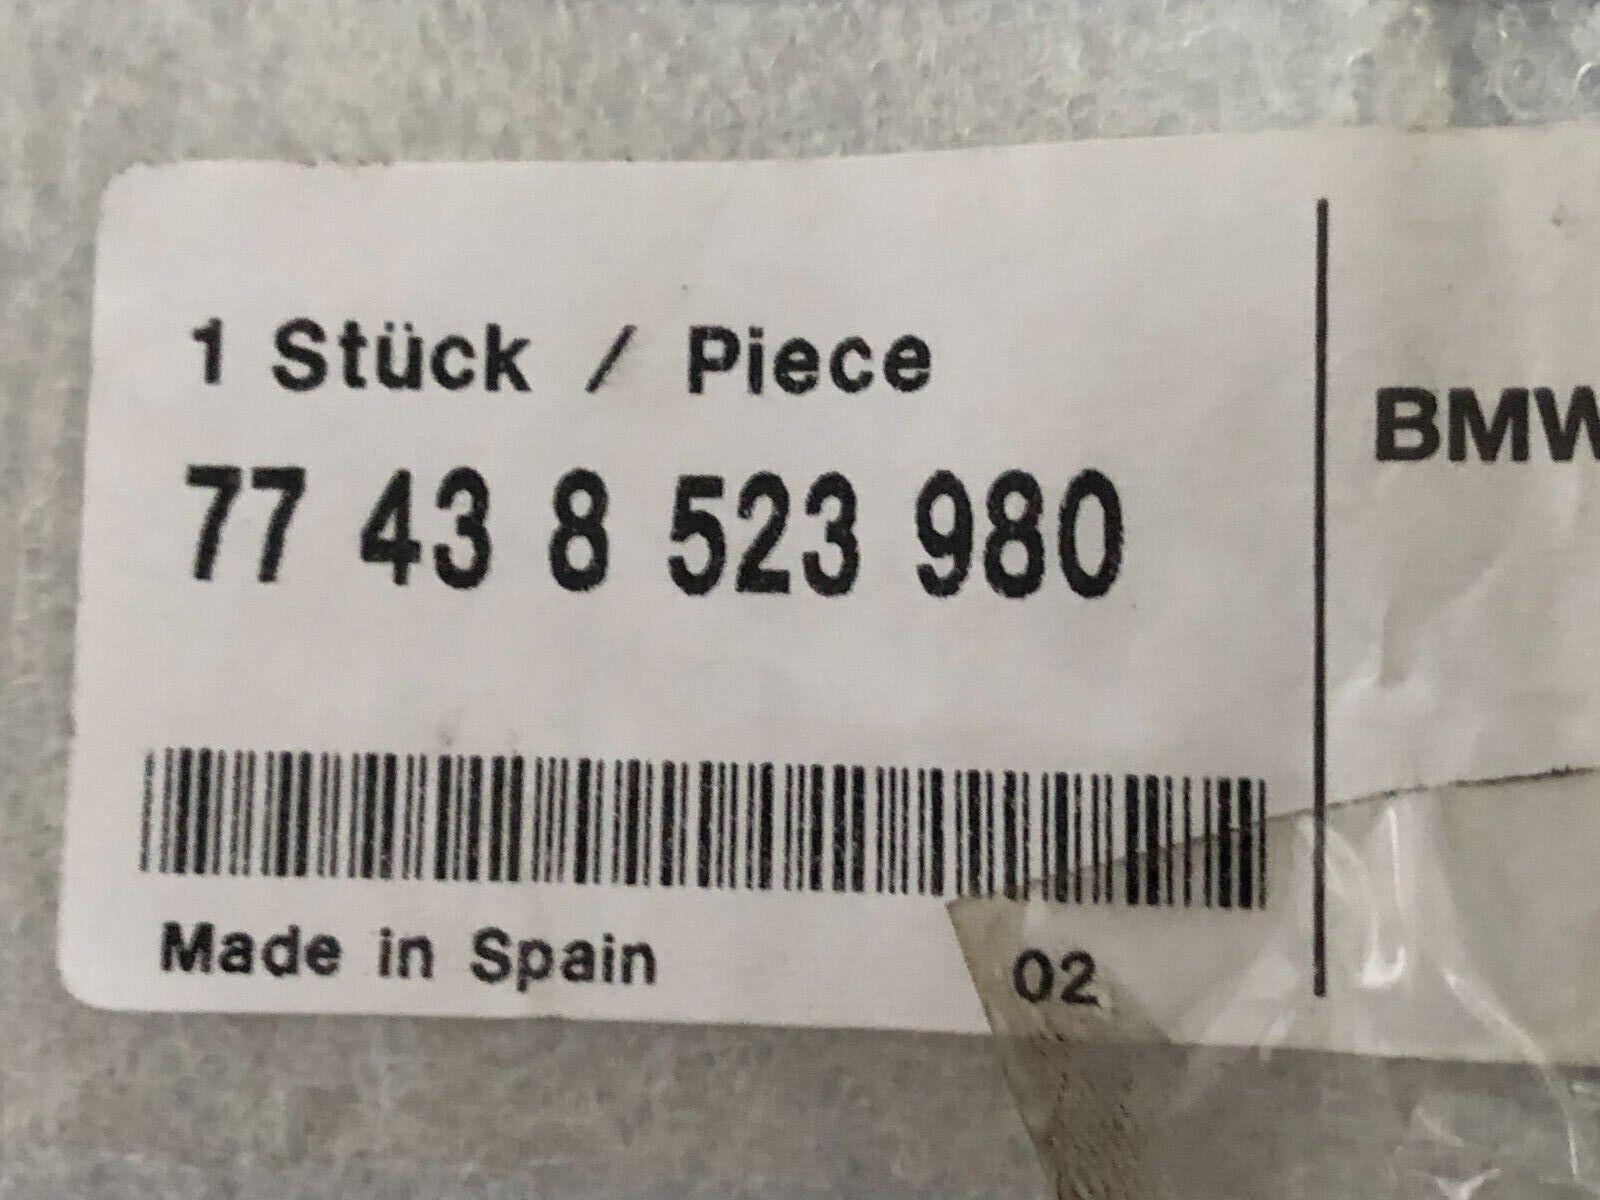 1 Stück / Piece
77 43 8 523 980
Made in Spain 02
BMW